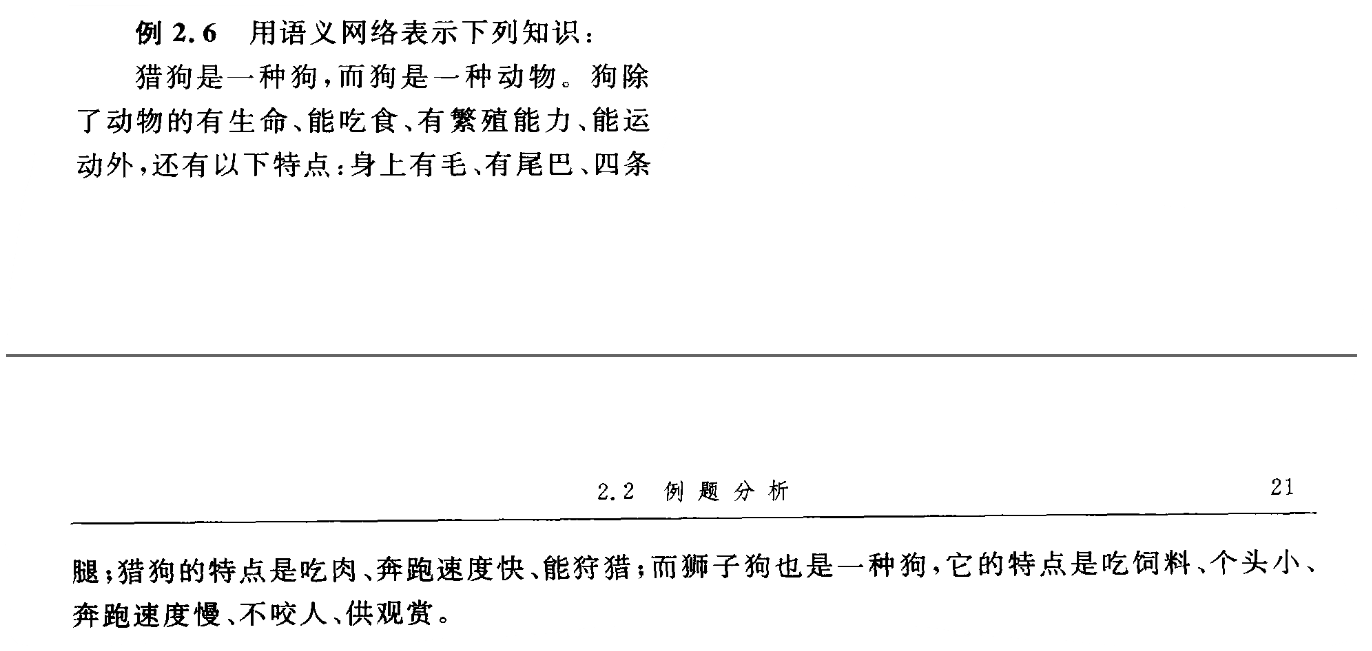 例 2.6 用语义网络表示下列知识：
猎狗是一种狗，而狗是一种动物。狗除
了动物的有生命、能吃食、有繁殖能力、能运
动外，还有以下特点：身上有毛、有尾巴、四条
2.2 例题分析 21
腿；猎狗的特点是吃肉、奔跑速度快、能狩猎；而狮子狗也是一种狗，它的特点是吃饲料、个头小、
奔跑速度慢、不咬人、供观赏。